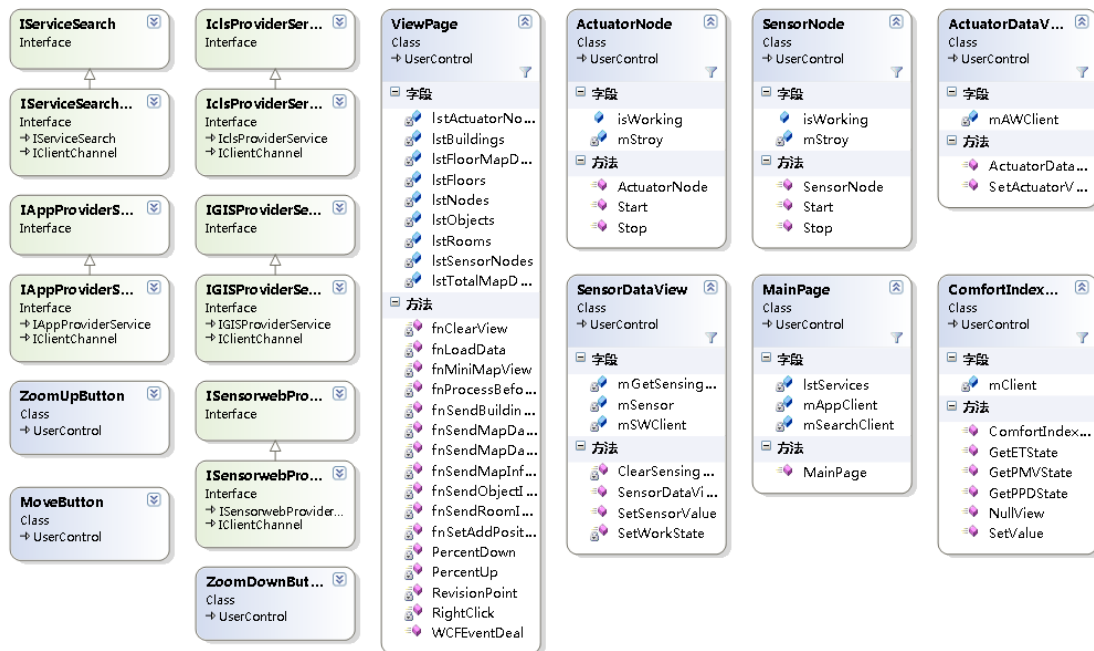 IServiceSearch
Interface
IServiceSearch...
Interface
IServiceSearch
IClientChannel
IAppProviderS...
Interface
IAppProviderS...
Interface
IAppProviderService
IClientChannel
ZoomUpButton
Class
UserControl
MoveButton
Class
UserControl
IclsProviderSer...
Interface
IclsProviderSer...
Interface
IclsProviderService
IClientChannel
IGISProviderSe...
Interface
IGISProviderSe...
Interface
IGISProviderService
IClientChannel
ISensorwebPro...
Interface
ISensorwebPro...
Interface
ISensorwebProvider...
IClientChannel
ZoomDownBut...
Class
UserControl
ViewPage
Class
UserControl
字段
lstActuatorNo...
lstBuildings
lstFloorMapD...
lstFloors
lstNodes
lstObjects
lstRooms
lstSensorNodes
lstTotalMapD...
方法
fnClearView
fnLoadData
fnMiniMapView
fnProcessBefo...
fnSendBuildin...
fnSendMapDa...
fnSendMapDa...
fnSendMapInf...
fnSendObjectI...
fnSendRoomI...
fnSetAddPosit...
PercentDown
PercentUp
RevisionPoint
RightClick
WCFEventDeal
ActuatorNode
Class
UserControl
字段
isWorking
mStroy
方法
ActuatorNode
Start
Stop
SensorDataView
Class
UserControl
字段
mGetSensing...
mSensor
mSWClient
方法
ClearSensing...
SensorDataVi...
SetSensorValue
SetWorkState
SensorNode
Class
UserControl
字段
isWorking
mStroy
方法
SensorNode
Start
Stop
MainPage
Class
UserControl
字段
lstServices
mAppClient
mSearchClient
方法
MainPage
ActuatorDataV...
Class
UserControl
字段
mAWClient
方法
ActuatorData...
SetActuatorV...
ComfortIndex...
Class
UserControl
字段
mClient
方法
ComfortIndex...
GetETState
GetPMVState
GetPPDState
NullView
SetValue